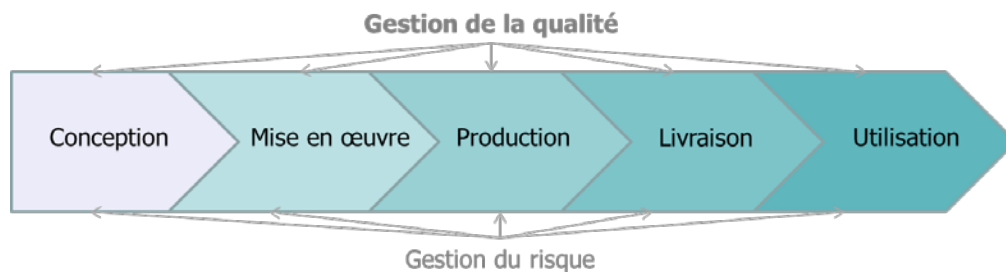 Gestion de la qualité
Conception
Mise en œuvre
Production
Livraison
Utilisation
Gestion du risque